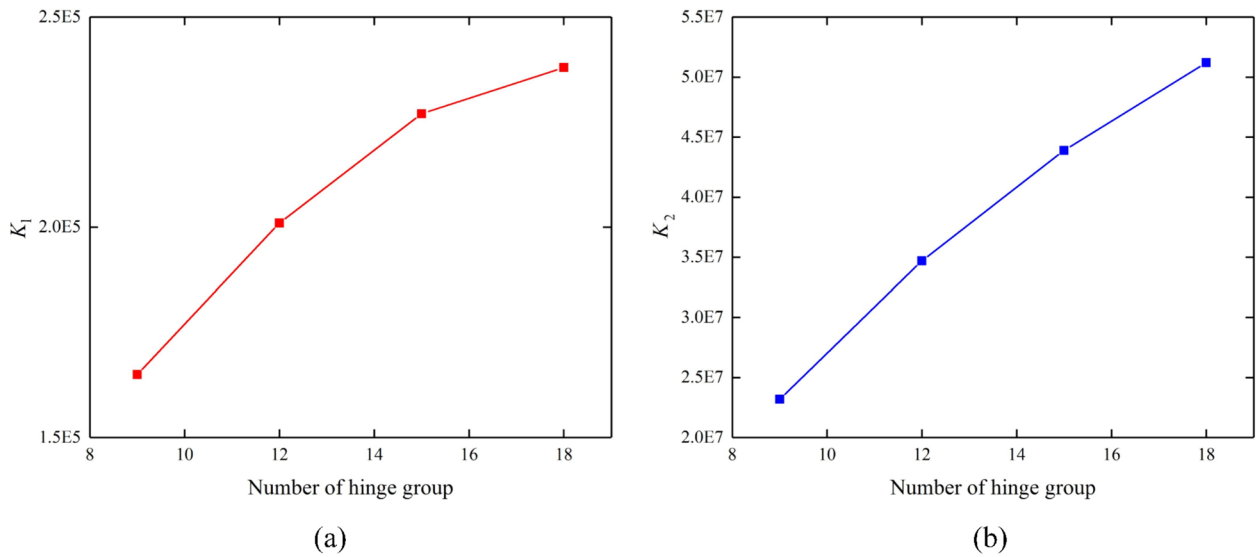 2.5E5
2.0E5
1.5E5
K1
8 10 12 14 16 18
Number of hinge group
(a)
5.5E7
5.0E7
4.5E7
4.0E7
3.5E7
3.0E7
2.5E7
2.0E7
K2
8 10 12 14 16 18
Number of hinge group
(b)